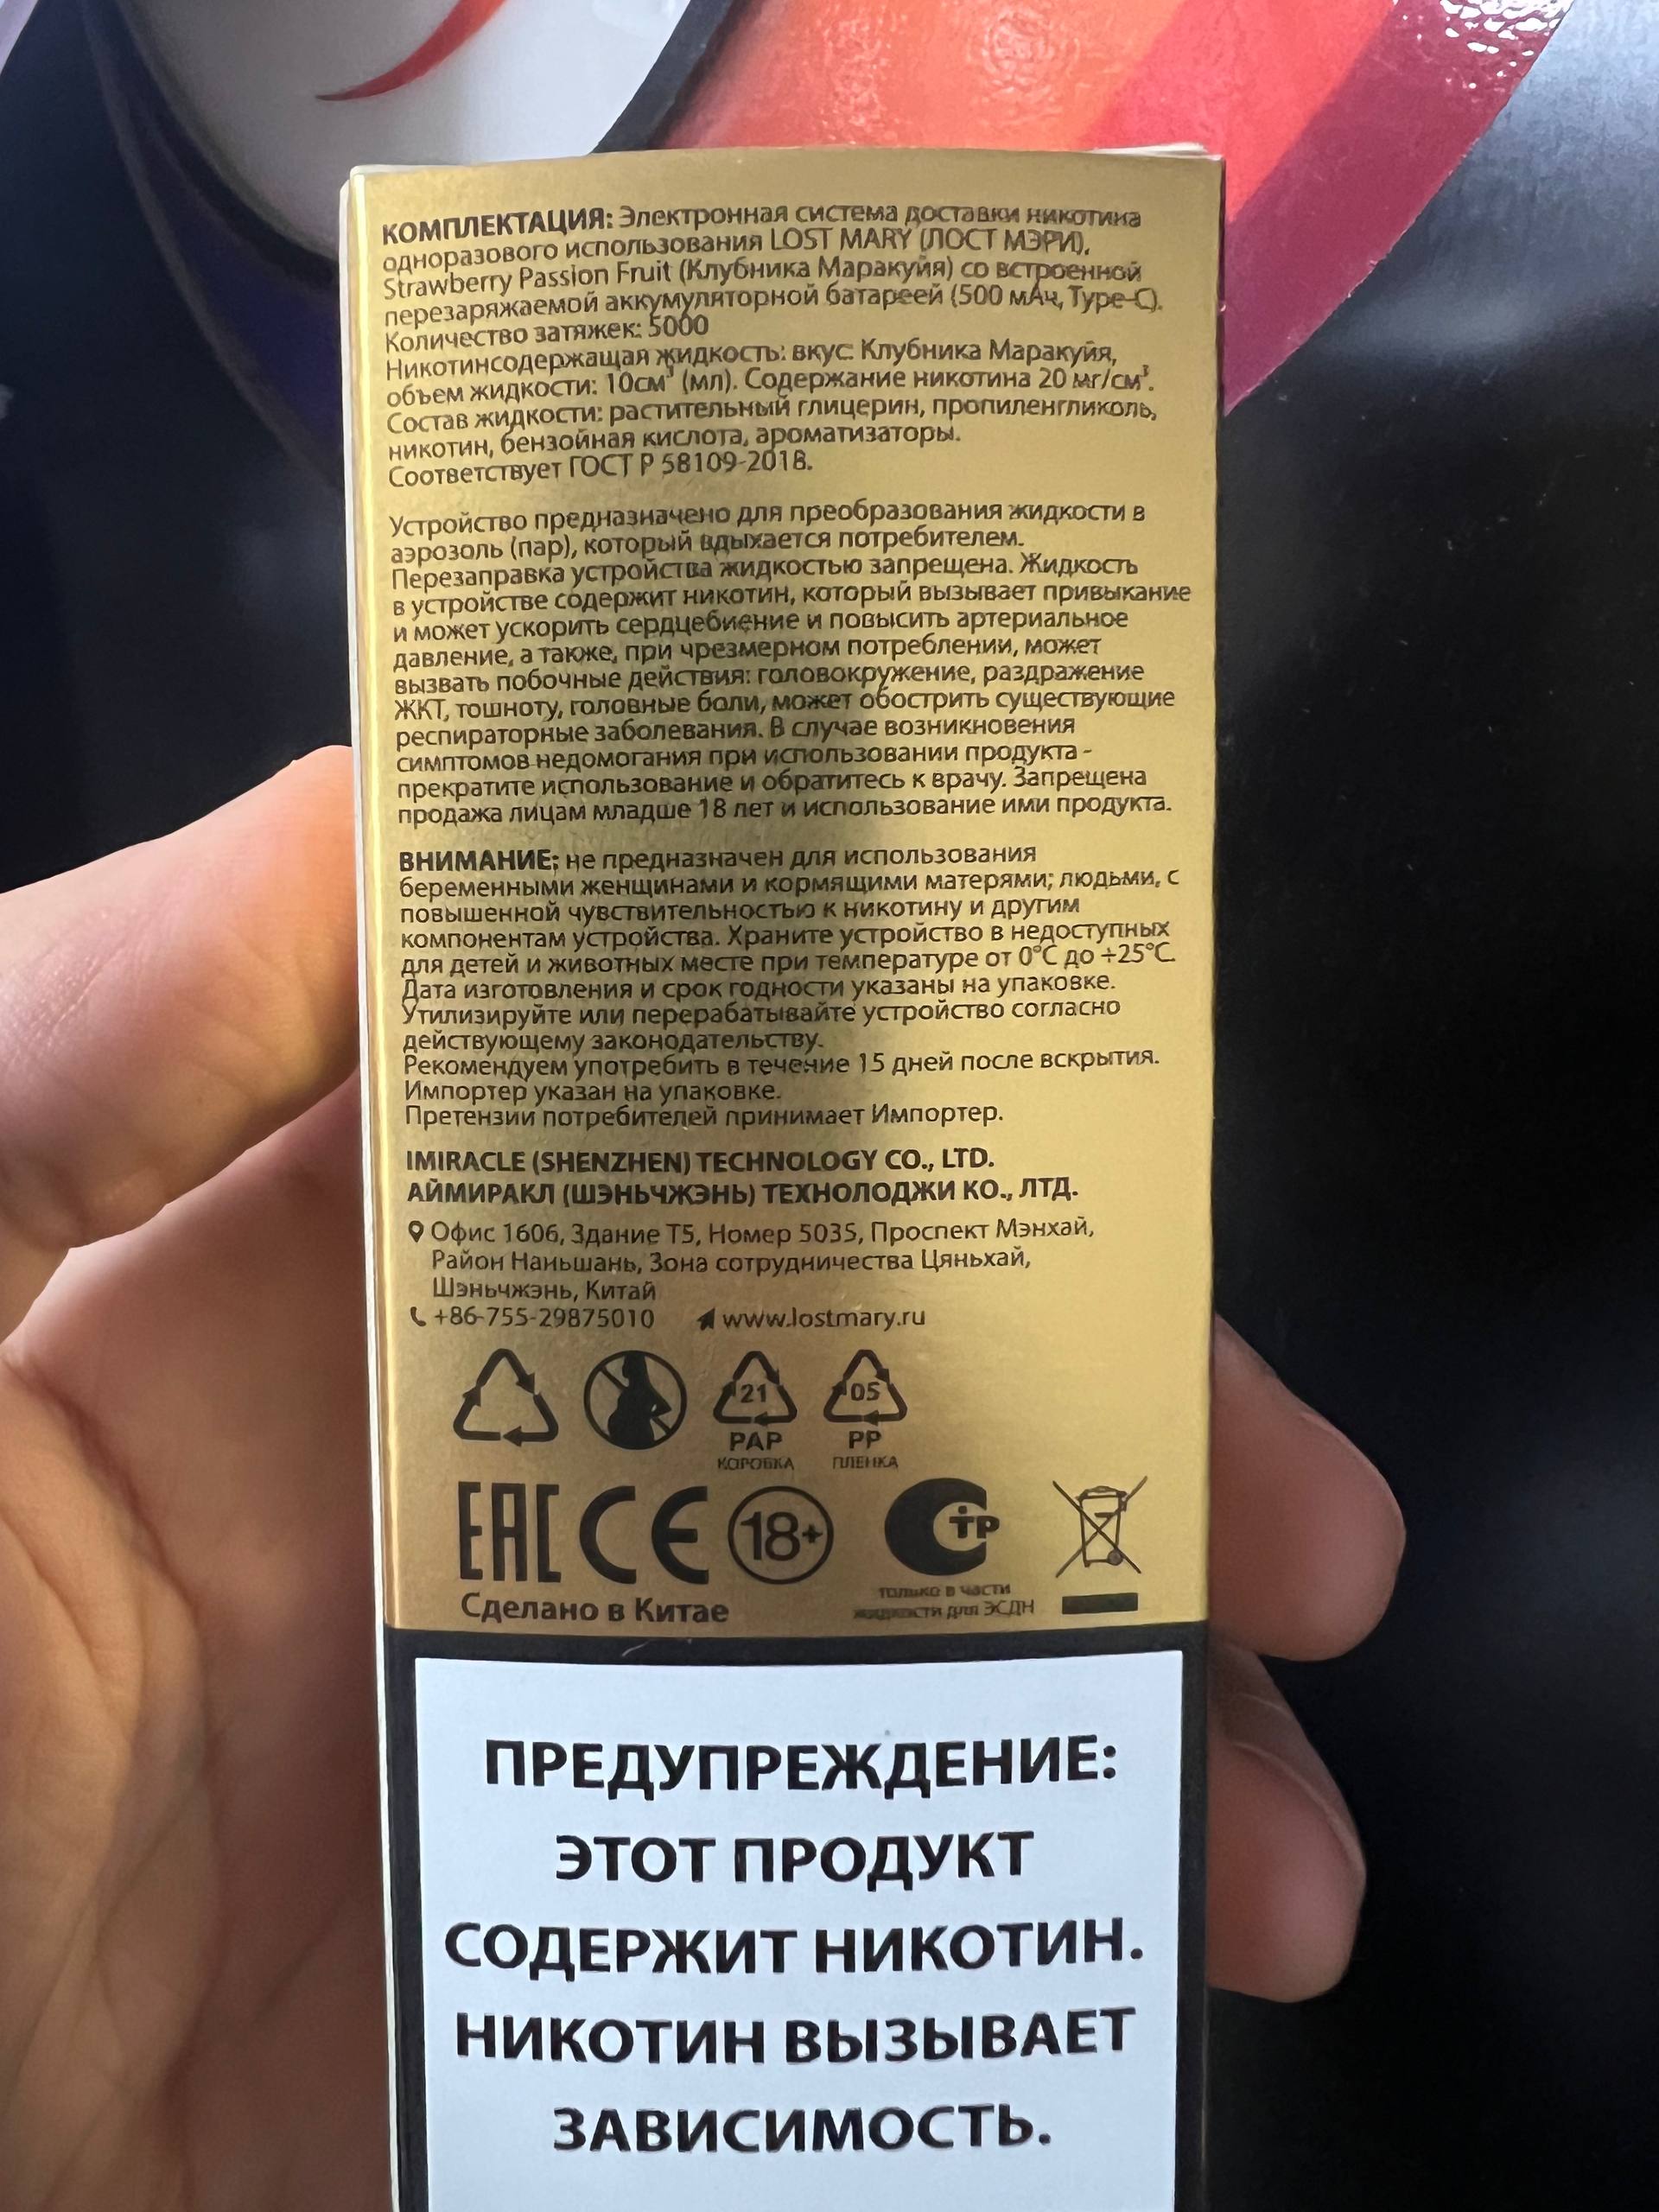 КОМПЛЕКТАЦИЯ: Электронная система доставки никотина
одноразового использования LOST MARY (ЛОСТ МЭРИ),
Strawberry Passion Fruit (Клубника Маракуйя) со встроенной
перезаряжаемой аккумуляторной батареей (500 мАч, Type-C).
Количество затяжек: 5000
Никотинсодержащая жидкость: вкус: Клубника Маракуйя,
объем жидкости: 10см³ (мл). Содержание никотина 20 мг/см³.
Состав жидкости: растительный глицерин, пропиленгликоль,
никотин, бензойная кислота, ароматизаторы.
Соответствует ГОСТ Р 58109-2018.
Устройство предназначено для преобразования жидкости в
аэрозоль (пар), который вдыхается потребителем.
Перезаправка устройства жидкостью запрещена. Жидкость
в устройстве содержит никотин, который вызывает привыкание
и может ускорить сердцебиение и повысить артериальное
давление, а также, при чрезмерном потреблении, может
вызвать побочные действия: головокружение, раздражение
ЖКТ, тошноту, головные боли, может обострить существующие
респираторные заболевания. В случае возникновения
симптомов недомогания при использовании продукта -
прекратите использование и обратитесь к врачу. Запрещена
продажа лицам младше 18 лет и использование ими продукта.
ВНИМАНИЕ: не предназначен для использования
беременными женщинами и кормящими матерями; людьми, с
повышенной чувствительностью к никотину и другим
компонентам устройства. Храните устройство в недоступных
для детей и животных месте при температуре от 0°C до +25°C.
Дата изготовления и срок годности указаны на упаковке.
Утилизируйте или перерабатывайте устройство согласно
действующему законодательству.
Рекомендуем употребить в течение 15 дней после вскрытия.
Импортер указан на упаковке.
Претензии потребителей принимает Импортер.
IMIRACLE (SHENZHEN) TECHNOLOGY CO., LTD.
АЙМИРАКЛ (ШЭНЬЧЖЭНЬ) ТЕХНОЛОДЖИ КО., ЛТД.
Офис 1606, Здание Т5, Номер 5035, Проспект Мэнхай,
Район Наньшань, Зона сотрудничества Цяньхай,
Шэньчжэнь, Китай
+86-755-29875010 www.lostmary.ru
21 05
PAP PP
КОРОБКА ПЛЕНКА
EAC CE 18+ СТР
Сделано в Китае
только в части
жидкости для ЭСДН
ПРЕДУПРЕЖДЕНИЕ:
ЭТОТ ПРОДУКТ
СОДЕРЖИТ НИКОТИН.
НИКОТИН ВЫЗЫВАЕТ
ЗАВИСИМОСТЬ.